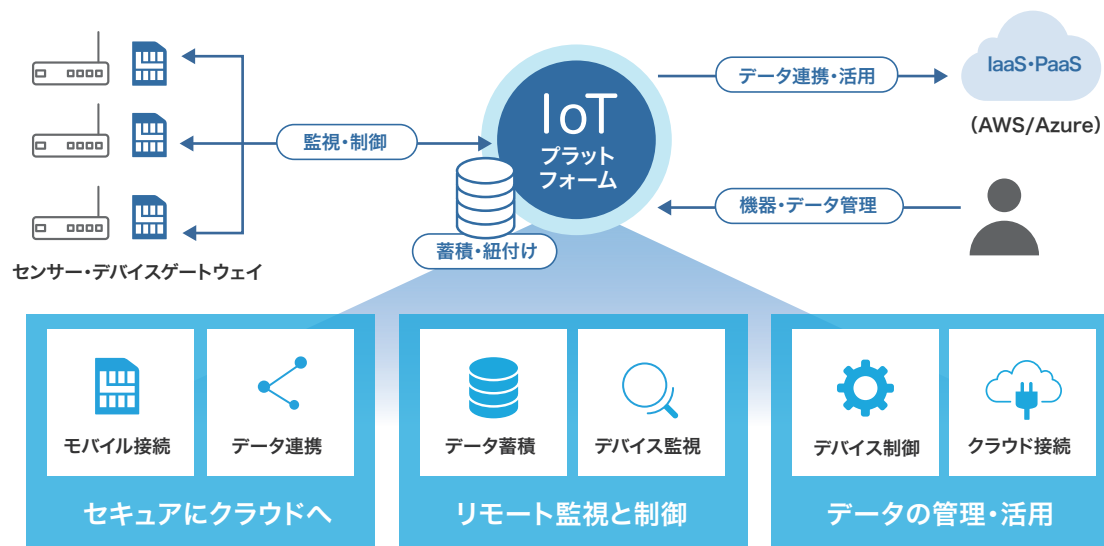 IoT
プラット
フォーム
監視・制御
データ連携・活用
IaaS・PaaS
（AWS/Azure）
機器・データ管理
蓄積・紐付け
センサー・デバイスゲートウェイ
モバイル接続
データ連携
セキュアにクラウドへ
データ蓄積
デバイス監視
リモート監視と制御
デバイス制御
クラウド接続
データの管理・活用